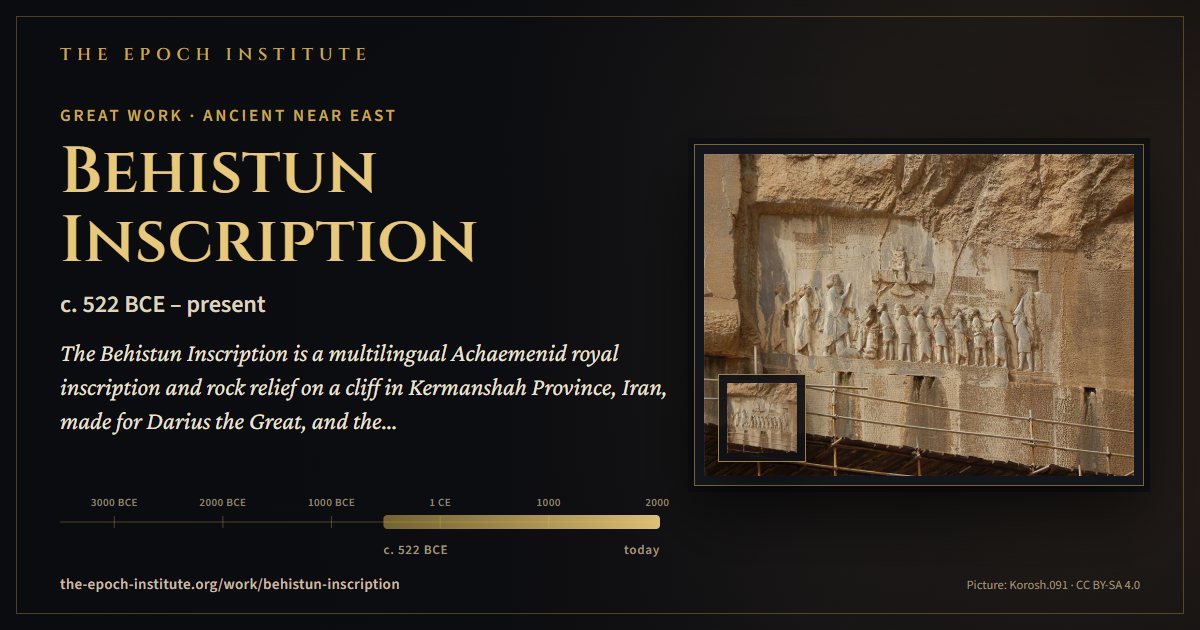 THE EPOCH INSTITUTE
GREAT WORK · ANCIENT NEAR EAST
BEHISTUN
INSCRIPTION
c. 522 BCE – present
The Behistun Inscription is a multilingual Achaemenid royal
inscription and rock relief on a cliff in Kermanshah Province, Iran,
made for Darius the Great, and the...
3000 BCE 2000 BCE 1000 BCE 1 CE 1000 2000
c. 522 BCE today
the-epoch-institute.org/work/behistun-inscription
Picture: Korosh.091 · CC BY-SA 4.0